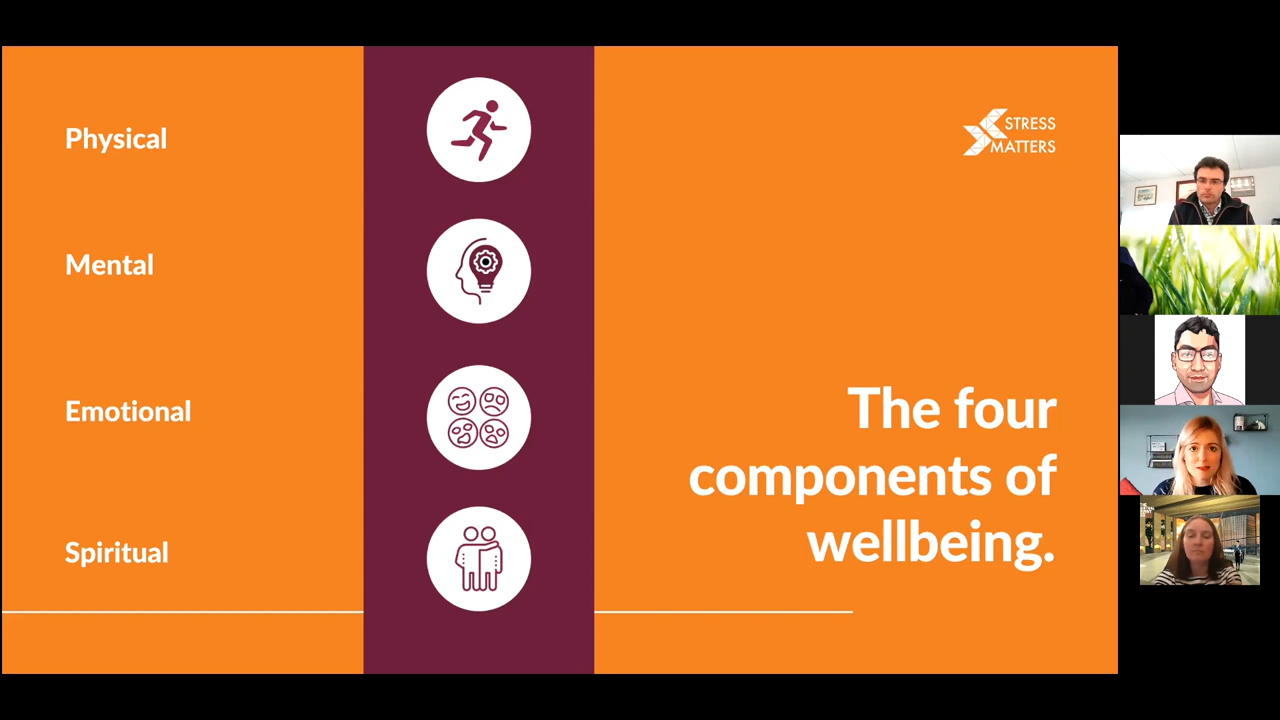 Physical
Mental
Emotional
Spiritual
STRESS
MATTERS
The four
components of
wellbeing.